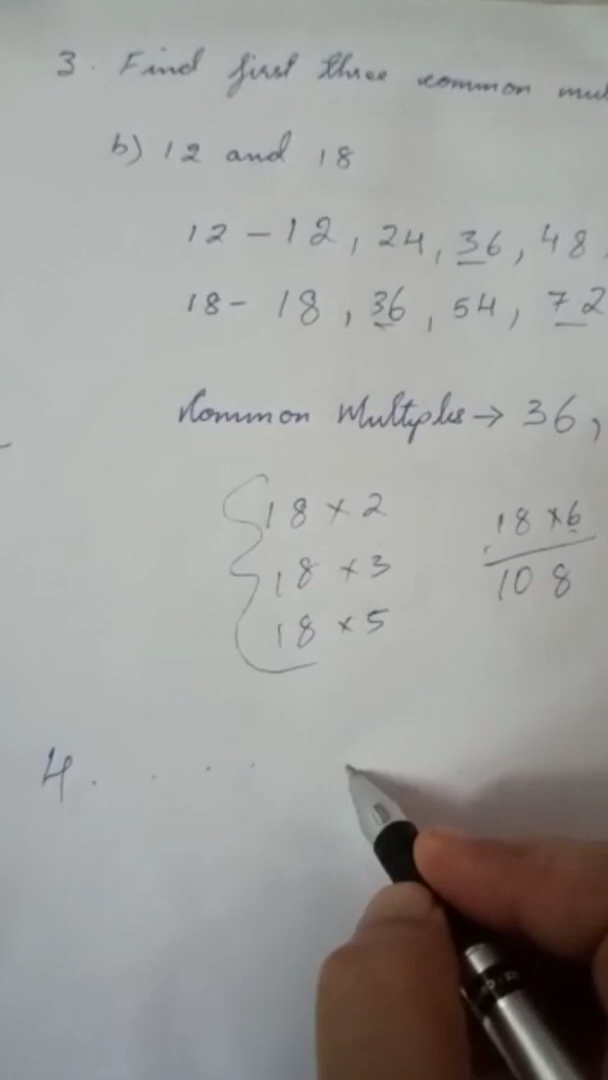 3. Find first three common mul
b) 12 and 18
12 - 12, 24, 36, 48,
18 - 18, 36, 54, 72
Common Multiples → 36,
18 × 2
18 × 3
18 × 5
18 × 6
108
4. . . .